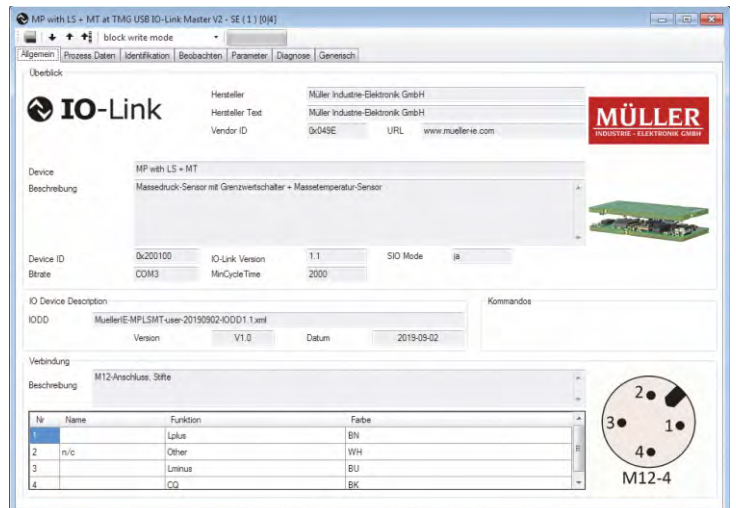 MP with LS + MT at TMG USB IO-Link Master V2 - SE ( 1 ) [0|4]
block write mode
Allgemein Prozess Daten Identifikation Beobachten Parameter Diagnose Generisch
Überblick
IO-Link
Hersteller Müller Industrie-Elektronik GmbH
Hersteller Text Müller Industrie-Elektronik GmbH
Vendor ID 0x049E URL www.mueller-ie.com
MÜLLER
INDUSTRIE - ELEKTRONIK GMBH
Device MP with LS + MT
Beschreibung Massedruck-Sensor mit Grenzwertschalter + Massetemperatur-Sensor
Device ID 0x200100 IO-Link Version 1.1 SIO Mode ja
Bitrate COM3 MinCycleTime 2000
IO Device Description
Kommandos
IODD MuellerIE-MPLSMT-user-20190902-IODD1.1.xml
Version V1.0 Datum 2019-09-02
Verbindung
Beschreibung M12-Anschluss, Stifte
Nr Name Funktion Farbe
1 Lplus BN
2 n/c Other WH
3 Lminus BU
4 CQ BK
2
3 1
4
M12-4